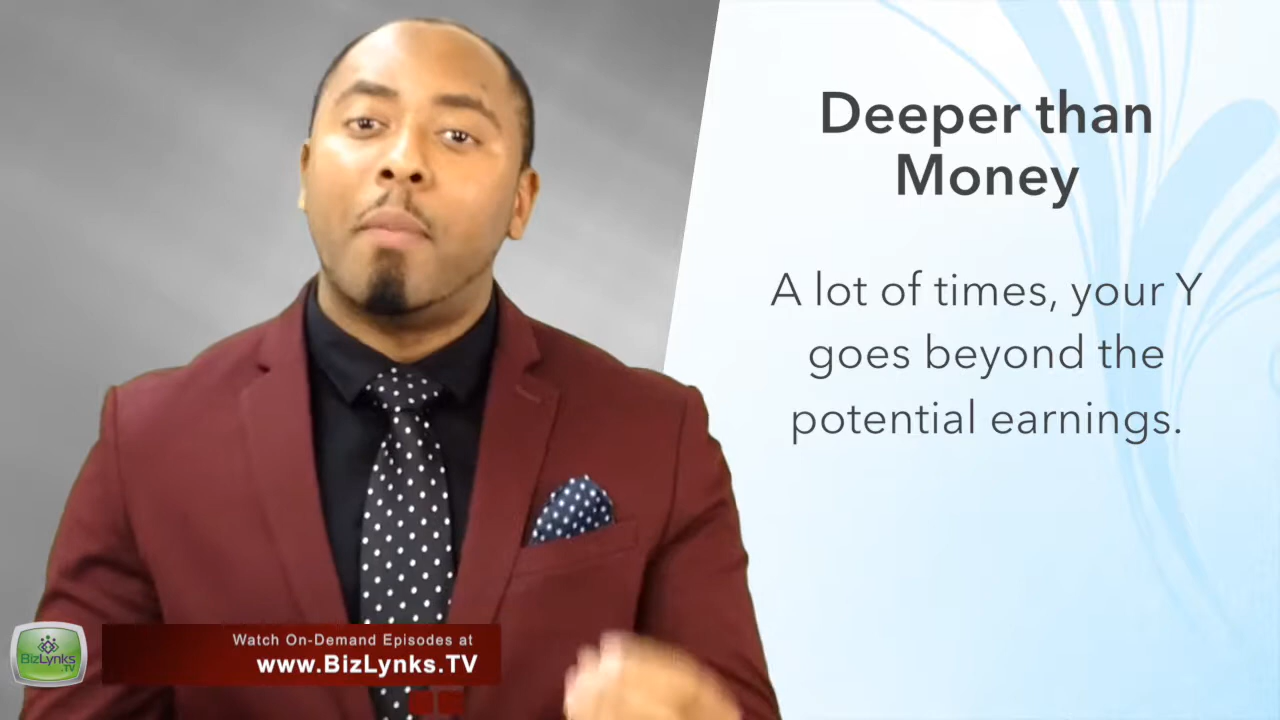 Deeper than
Money
A lot of times, your Y
goes beyond the
potential earnings.
BizLynks
.TV
Watch On-Demand Episodes at
www.BizLynks.TV